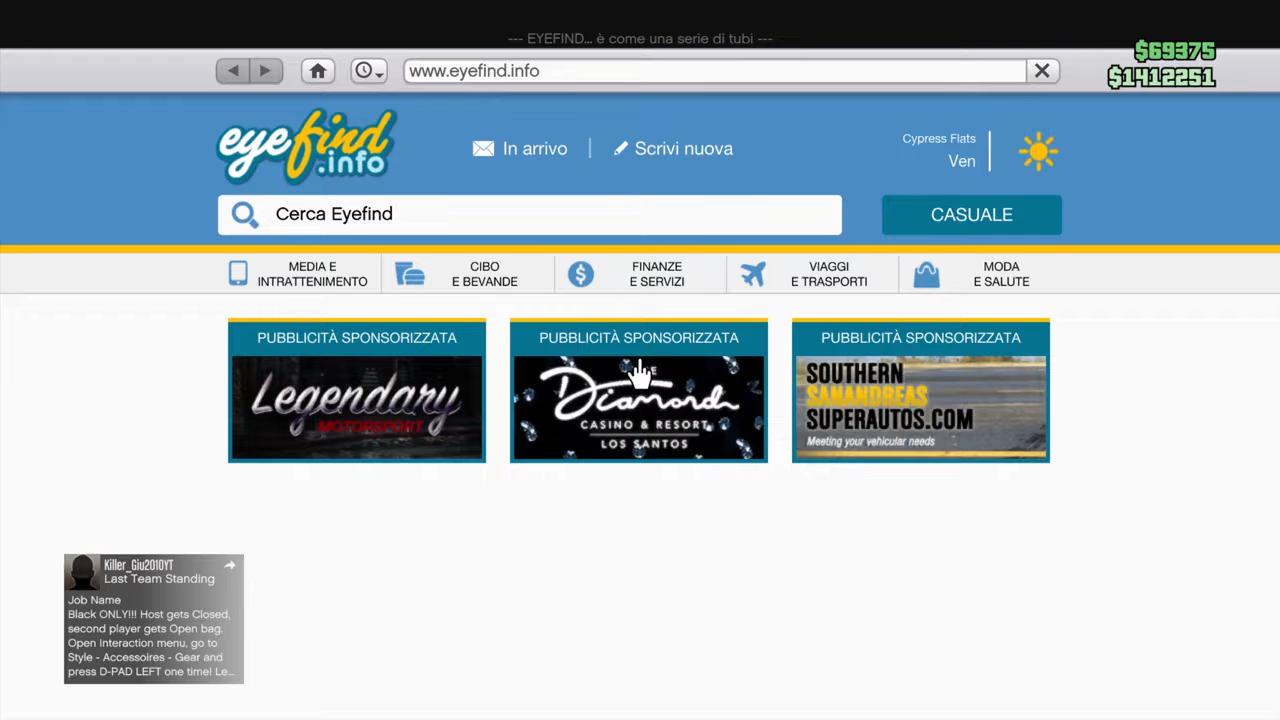 --- EYEFIND... è come una serie di tubi ---
$69375
$1412251
www.eyefind.info
eyefind
.info
In arrivo
Scrivi nuova
Cypress Flats
Ven
Cerca Eyefind
CASUALE
MEDIA E
INTRATTENIMENTO
CIBO
E BEVANDE
FINANZE
E SERVIZI
VIAGGI
E TRASPORTI
MODA
E SALUTE
PUBBLICITÀ SPONSORIZZATA
Legendary
MOTORSPORT
PUBBLICITÀ SPONSORIZZATA
Diamond
CASINO & RESORT
LOS SANTOS
PUBBLICITÀ SPONSORIZZATA
SOUTHERN
SANANDREAS
SUPERAUTOS.COM
Meeting your vehicular needs
Killer_Giu2010YT
Last Team Standing
Job Name
Black ONLY!!! Host gets Closed,
second player gets Open bag.
Open Interaction menu, go to
Style - Accessoires - Gear and
press D-PAD LEFT one time! Le...